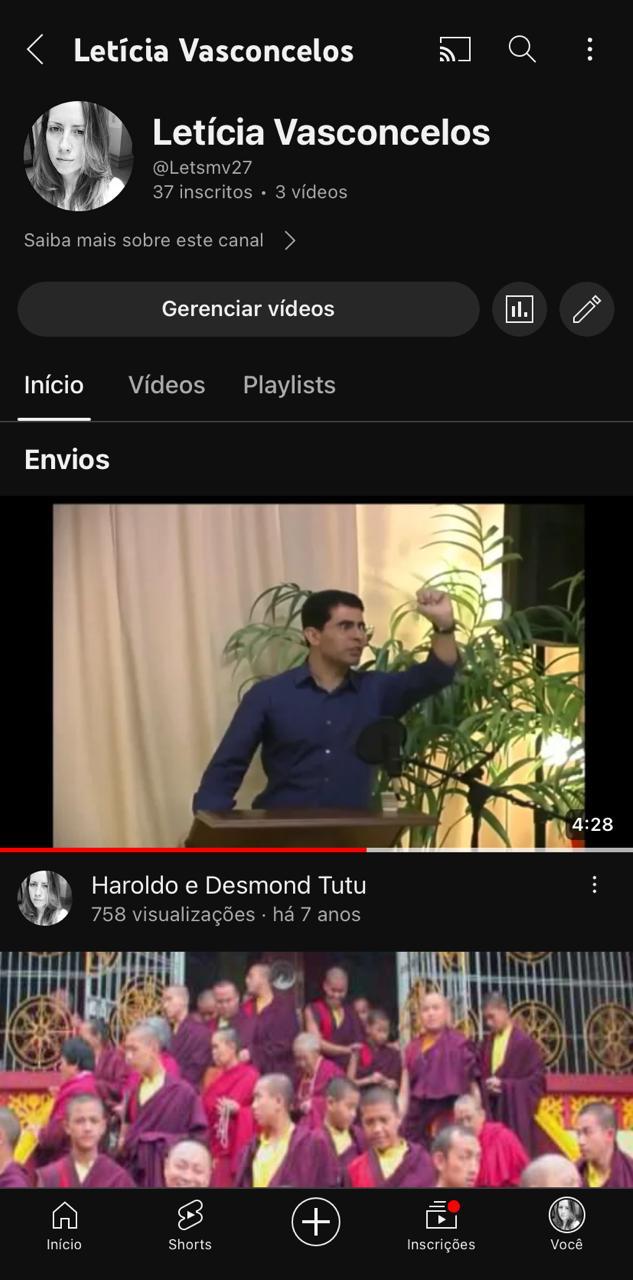 Letícia Vasconcelos
Letícia Vasconcelos
@Letsmv27
37 inscritos • 3 vídeos
Saiba mais sobre este canal
Gerenciar vídeos
Início Vídeos Playlists
Envios
4:28
Haroldo e Desmond Tutu
758 visualizações · há 7 anos
Início Shorts Inscrições Você